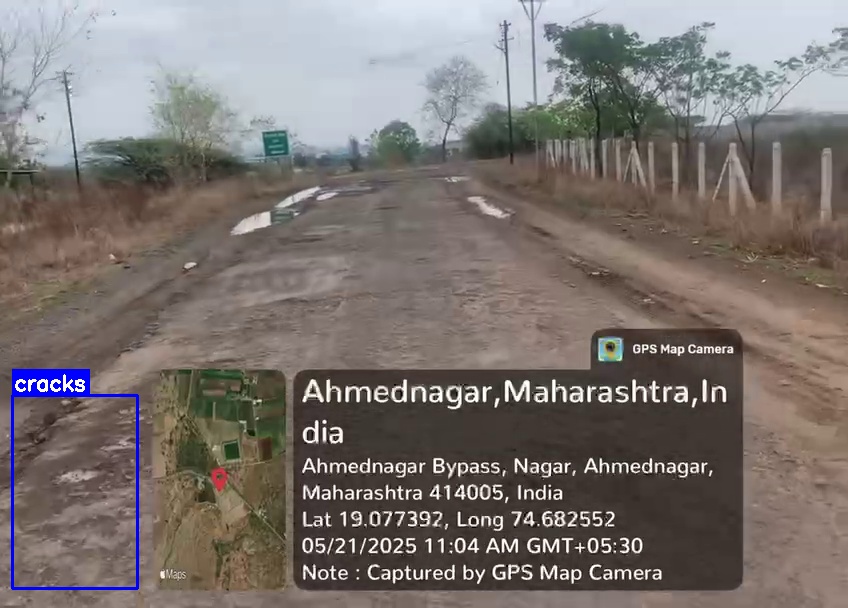 cracks
GPS Map Camera
Ahmednagar,Maharashtra,In
dia
Ahmednagar Bypass, Nagar, Ahmednagar,
Maharashtra 414005, India
Lat 19.077392, Long 74.682552
05/21/2025 11:04 AM GMT+05:30
Note : Captured by GPS Map Camera
Maps